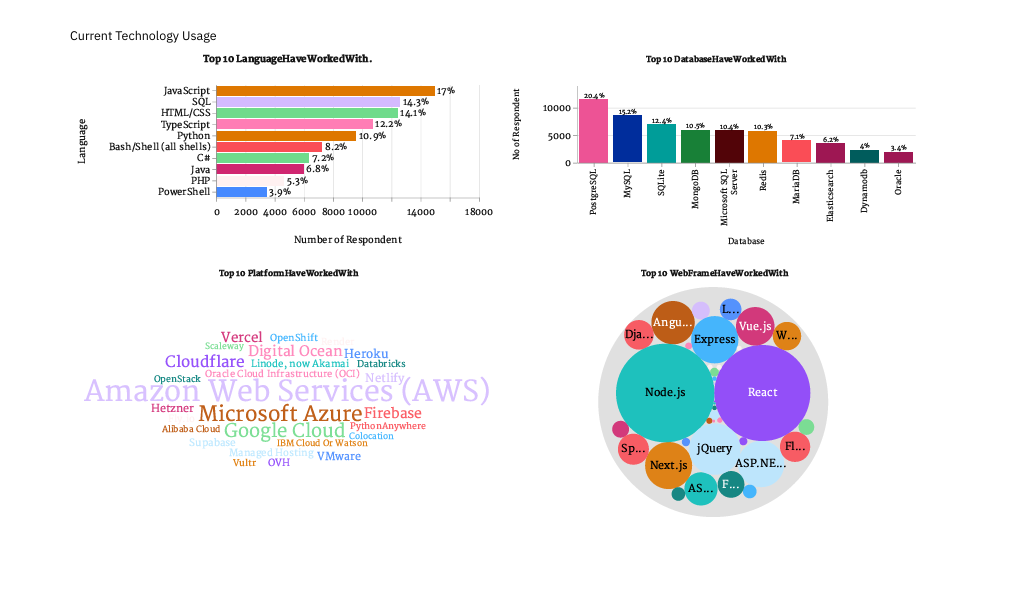 Current Technology Usage
Top 10 LanguageHaveWorkedWith.
Language
JavaScript 17%
SQL 14.3%
HTML/CSS 14.1%
TypeScript 12.2%
Python 10.9%
Bash/Shell (all shells) 8.2%
C# 7.2%
Java 6.8%
PHP 5.3%
PowerShell 3.9%
0 2000 4000 8000 10000 14000 18000
Number of Respondent
Top 10 DatabaseHaveWorkedWith
No of Respondent
10000
5000
0
20.4% 15.2% 12.4% 10.5% 10.4% 10.3% 7.1% 6.2% 4% 3.4%
PostgreSQL
MySQL
SQLite
MongoDB
Microsoft SQL
Server
Redis
MariaDB
Elasticsearch
Dynamodb
Oracle
Database
Top 10 PlatformHaveWorkedWith
Vercel OpenShift
Scaleway Digital Ocean Heroku
Cloudflare Linode, now Akamai Databricks
OpenStack Oracle Cloud Infrastructure (OCI) Netlify
Amazon Web Services (AWS)
Hetzner Microsoft Azure Firebase
Alibaba Cloud Google Cloud PythonAnywhere
Colocation
Supabase IBM Cloud Or Watson
Managed Hosting VMware
Vultr OVH
Top 10 WebFrameHaveWorkedWith
L...
Angu... Vue.js
Dja... Express W...
Node.js React
Sp... jQuery Fl...
Next.js ASP.NE...
AS... F...